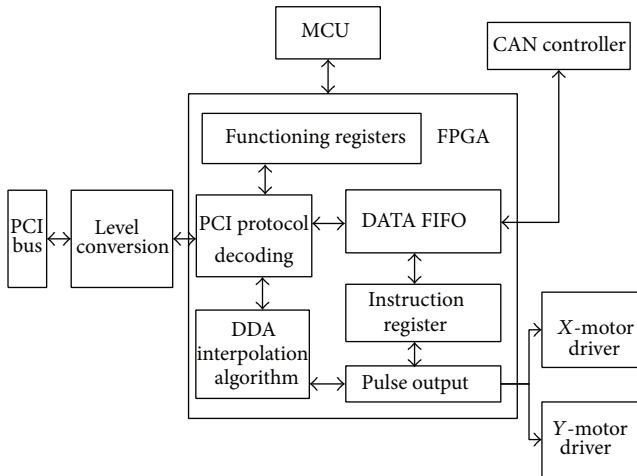 MCU
CAN controller
Functioning registers
FPGA
PCI
bus
Level
conversion
PCI protocol
decoding
DATA FIFO
DDA
interpolation
algorithm
Instruction
register
Pulse output
X-motor
driver
Y-motor
driver